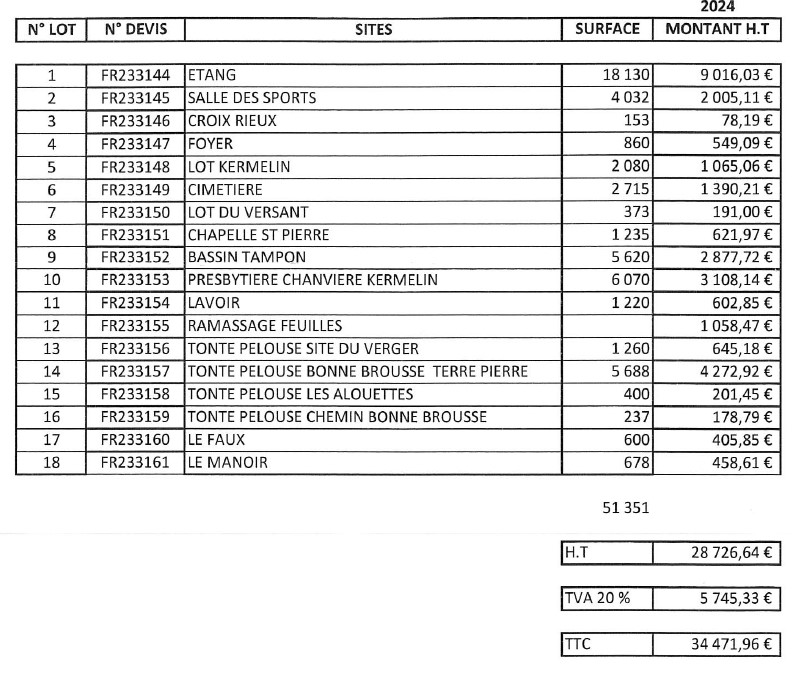 2024
N° LOT N° DEVIS SITES SURFACE MONTANT H.T
1 FR233144 ETANG 18 130 9 016,03 €
2 FR233145 SALLE DES SPORTS 4 032 2 005,11 €
3 FR233146 CROIX RIEUX 153 78,19 €
4 FR233147 FOYER 860 549,09 €
5 FR233148 LOT KERMELIN 2 080 1 065,06 €
6 FR233149 CIMETIERE 2 715 1 390,21 €
7 FR233150 LOT DU VERSANT 373 191,00 €
8 FR233151 CHAPELLE ST PIERRE 1 235 621,97 €
9 FR233152 BASSIN TAMPON 5 620 2 877,72 €
10 FR233153 PRESBYTIERE CHANVIERE KERMELIN 6 070 3 108,14 €
11 FR233154 LAVOIR 1 220 602,85 €
12 FR233155 RAMASSAGE FEUILLES 1 058,47 €
13 FR233156 TONTE PELOUSE SITE DU VERGER 1 260 645,18 €
14 FR233157 TONTE PELOUSE BONNE BROUSSE TERRE PIERRE 5 688 4 272,92 €
15 FR233158 TONTE PELOUSE LES ALOUETTES 400 201,45 €
16 FR233159 TONTE PELOUSE CHEMIN BONNE BROUSSE 237 178,79 €
17 FR233160 LE FAUX 600 405,85 €
18 FR233161 LE MANOIR 678 458,61 €
51 351
H.T 28 726,64 €
TVA 20 % 5 745,33 €
TTC 34 471,96 €